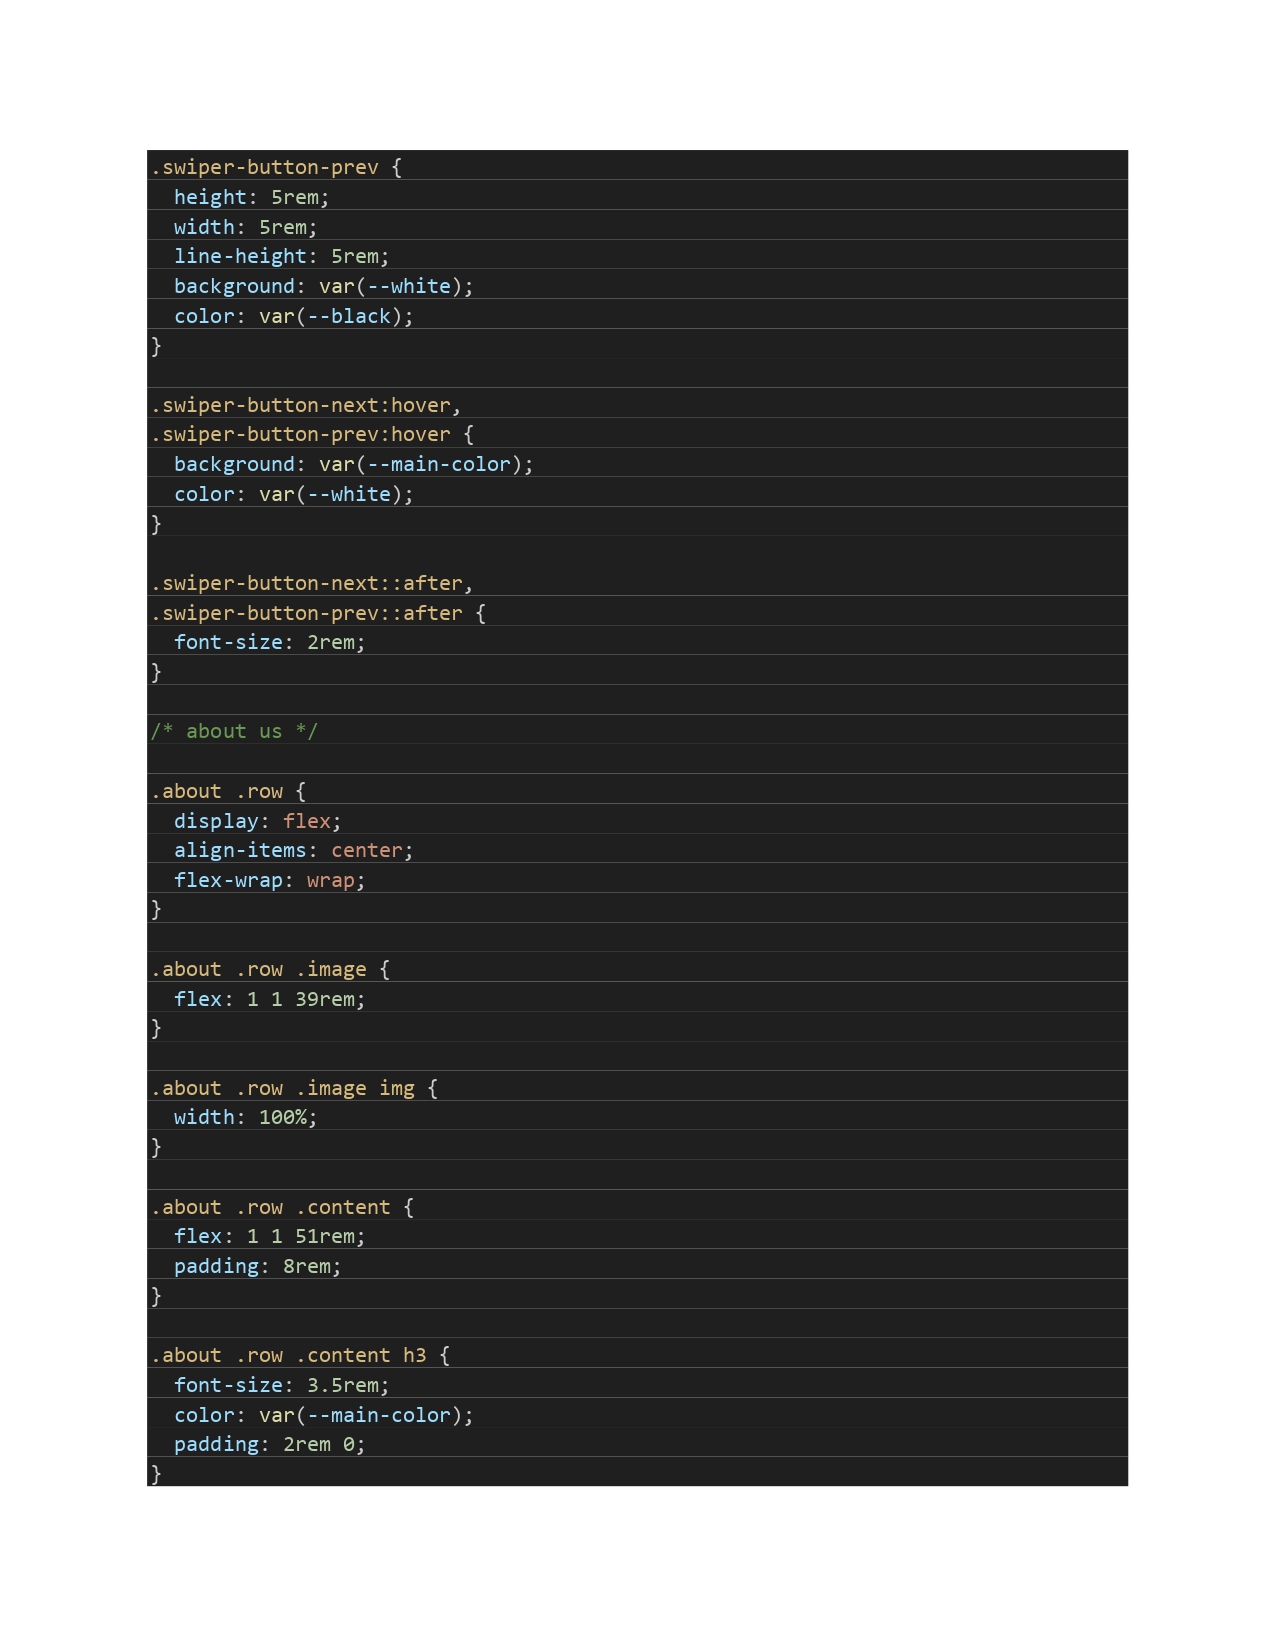 .swiper-button-prev {
  height: 5rem;
  width: 5rem;
  line-height: 5rem;
  background: var(--white);
  color: var(--black);
}

.swiper-button-next:hover,
.swiper-button-prev:hover {
  background: var(--main-color);
  color: var(--white);
}

.swiper-button-next::after,
.swiper-button-prev::after {
  font-size: 2rem;
}

/* about us */

.about .row {
  display: flex;
  align-items: center;
  flex-wrap: wrap;
}

.about .row .image {
  flex: 1 1 39rem;
}

.about .row .image img {
  width: 100%;
}

.about .row .content {
  flex: 1 1 51rem;
  padding: 8rem;
}

.about .row .content h3 {
  font-size: 3.5rem;
  color: var(--main-color);
  padding: 2rem 0;
}